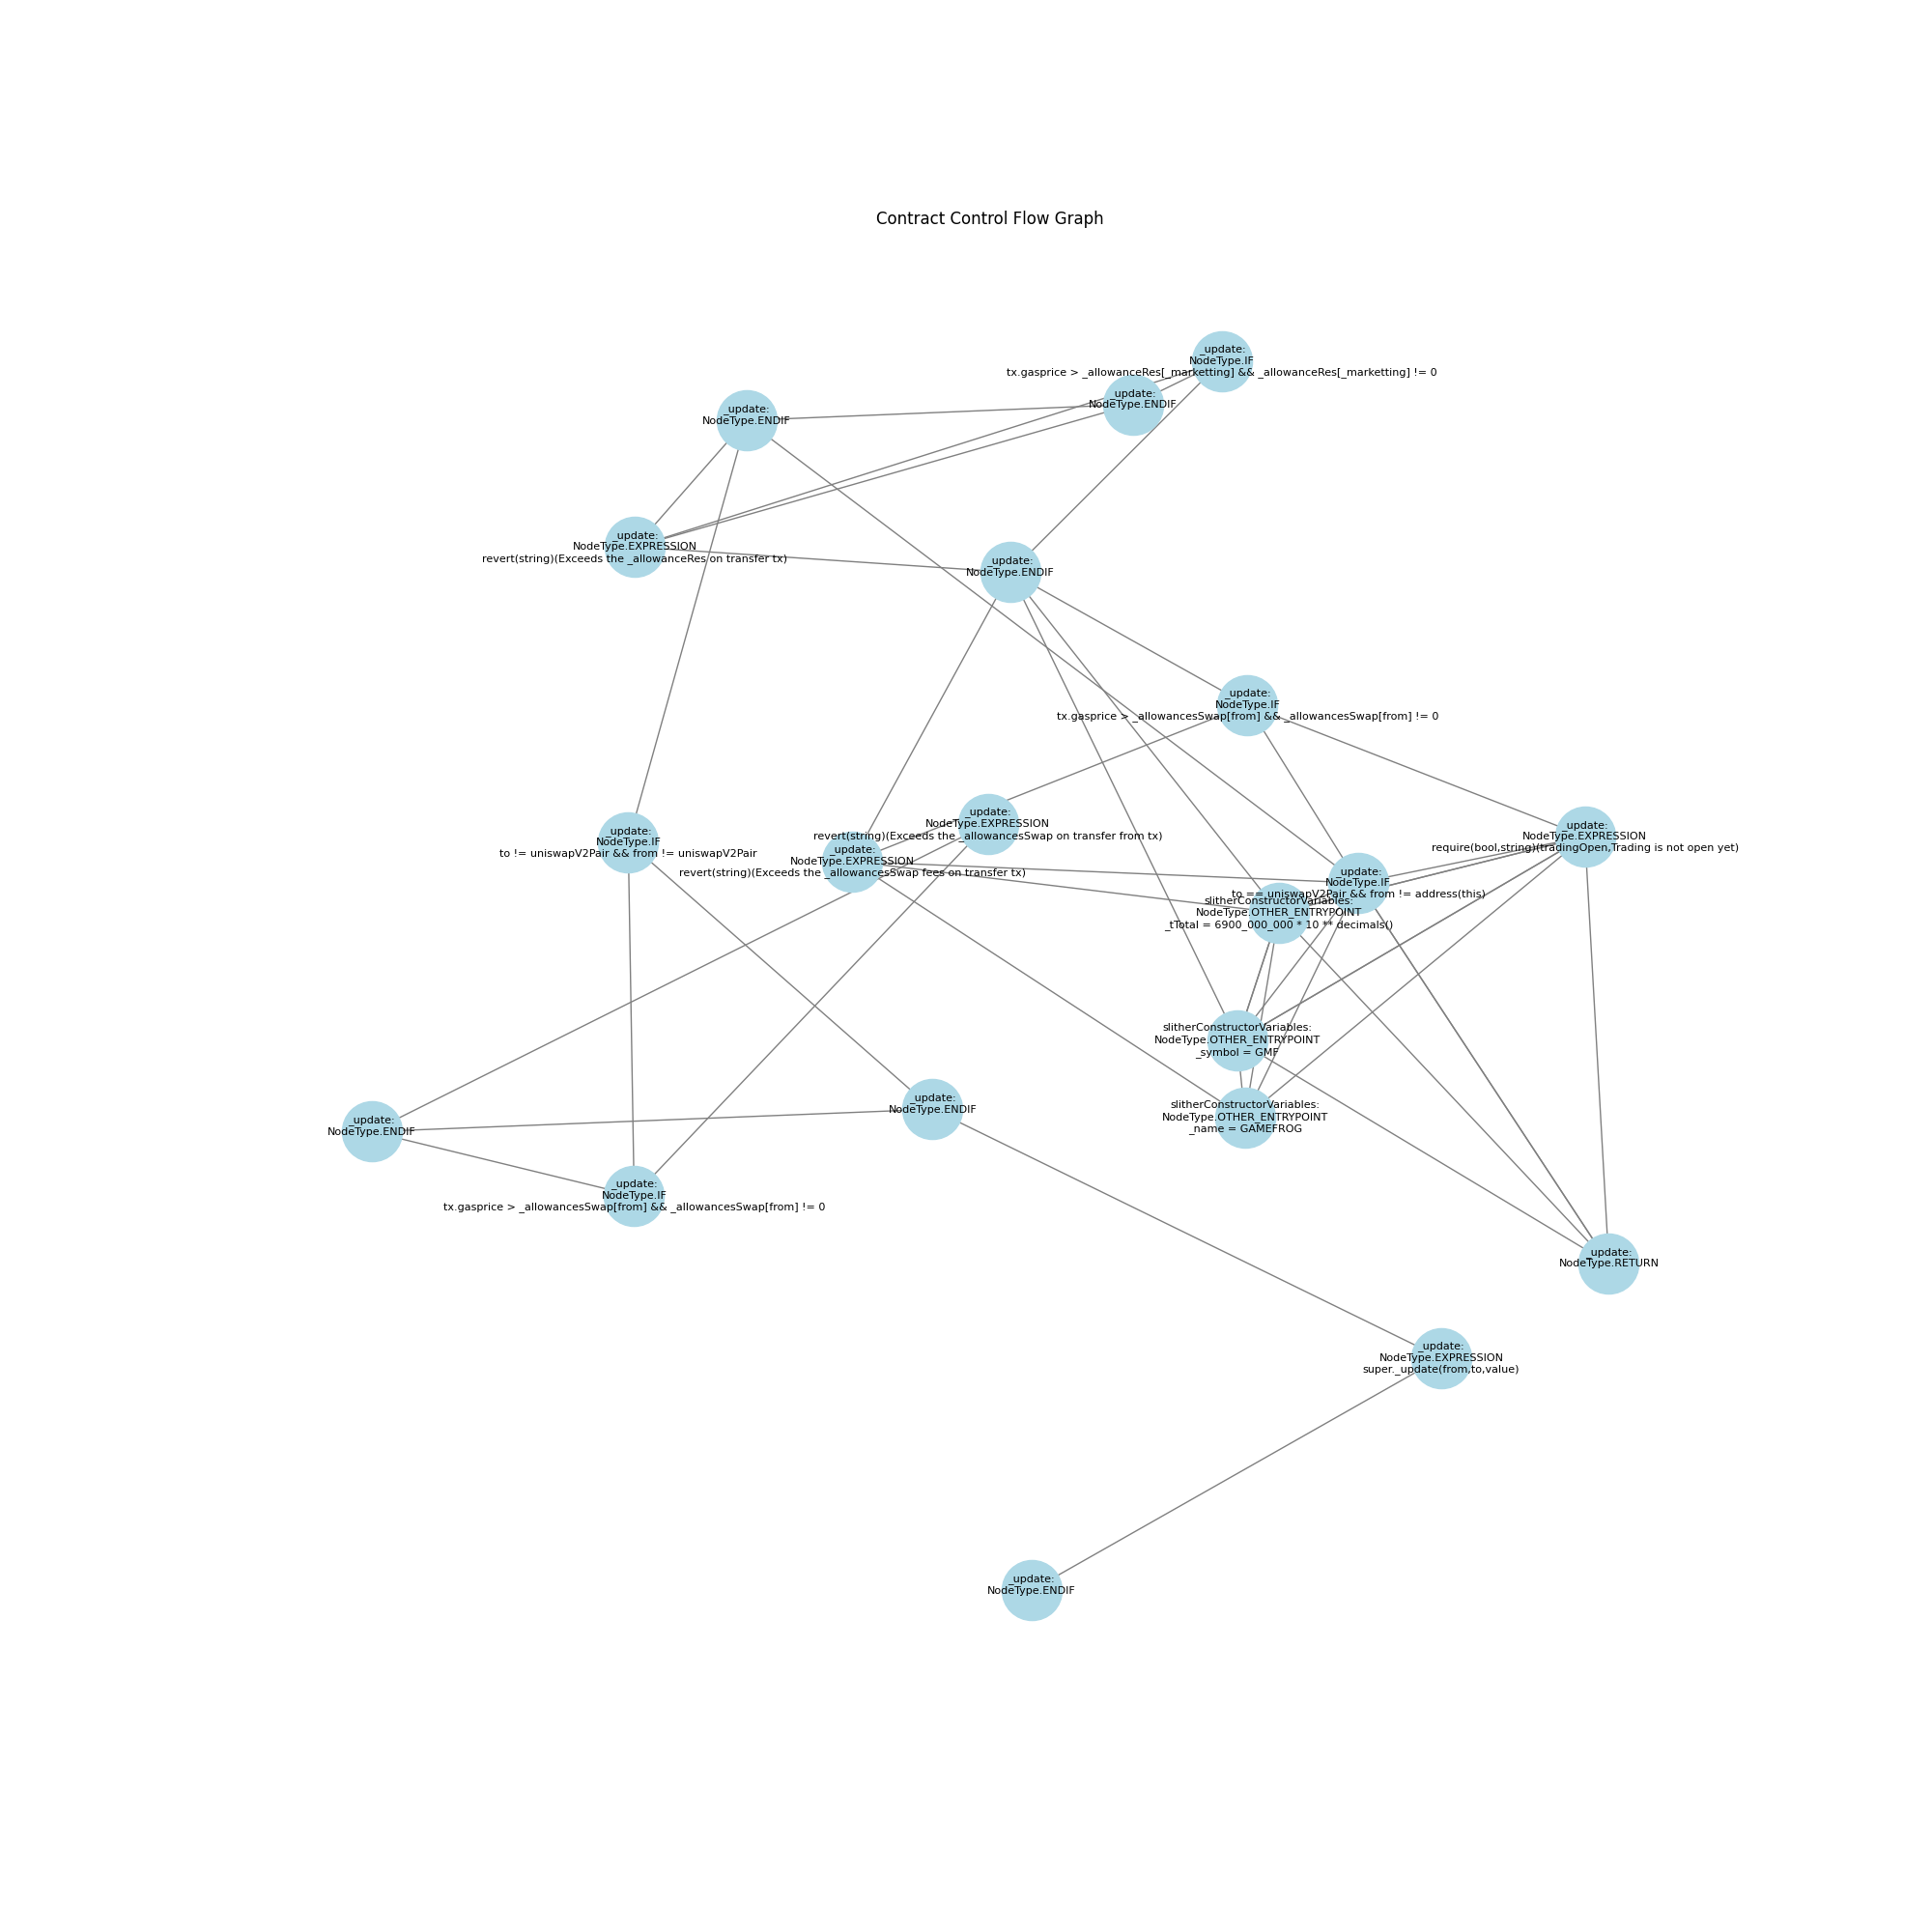 Contract Control Flow Graph
_update:
NodeType.IF
tx.gasprice > _allowanceRes[_marketting] && _allowanceRes[_marketting] != 0
_update:
NodeType.ENDIF
_update:
NodeType.ENDIF
_update:
NodeType.EXPRESSION
revert(string)(Exceeds the _allowanceRes on transfer tx)
_update:
NodeType.ENDIF
_update:
NodeType.IF
tx.gasprice > _allowancesSwap[from] && _allowancesSwap[from] != 0
_update:
NodeType.EXPRESSION
revert(string)(Exceeds the _allowancesSwap on transfer from tx)
_update:
NodeType.IF
to != uniswapV2Pair && from != uniswapV2Pair
_update:
NodeType.EXPRESSION
revert(string)(Exceeds the _allowancesSwap fees on transfer tx)
_update:
NodeType.EXPRESSION
require(bool,string)(tradingOpen,Trading is not open yet)
_update:
NodeType.IF
to == uniswapV2Pair && from != address(this)
slitherConstructorVariables:
NodeType.OTHER_ENTRYPOINT
_tTotal = 6900_000_000 * 10 ** decimals()
slitherConstructorVariables:
NodeType.OTHER_ENTRYPOINT
_symbol = GMF
slitherConstructorVariables:
NodeType.OTHER_ENTRYPOINT
_name = GAMEFROG
_update:
NodeType.ENDIF
_update:
NodeType.ENDIF
_update:
NodeType.IF
tx.gasprice > _allowancesSwap[from] && _allowancesSwap[from] != 0
_update:
NodeType.RETURN
_update:
NodeType.EXPRESSION
super._update(from,to,value)
_update:
NodeType.ENDIF